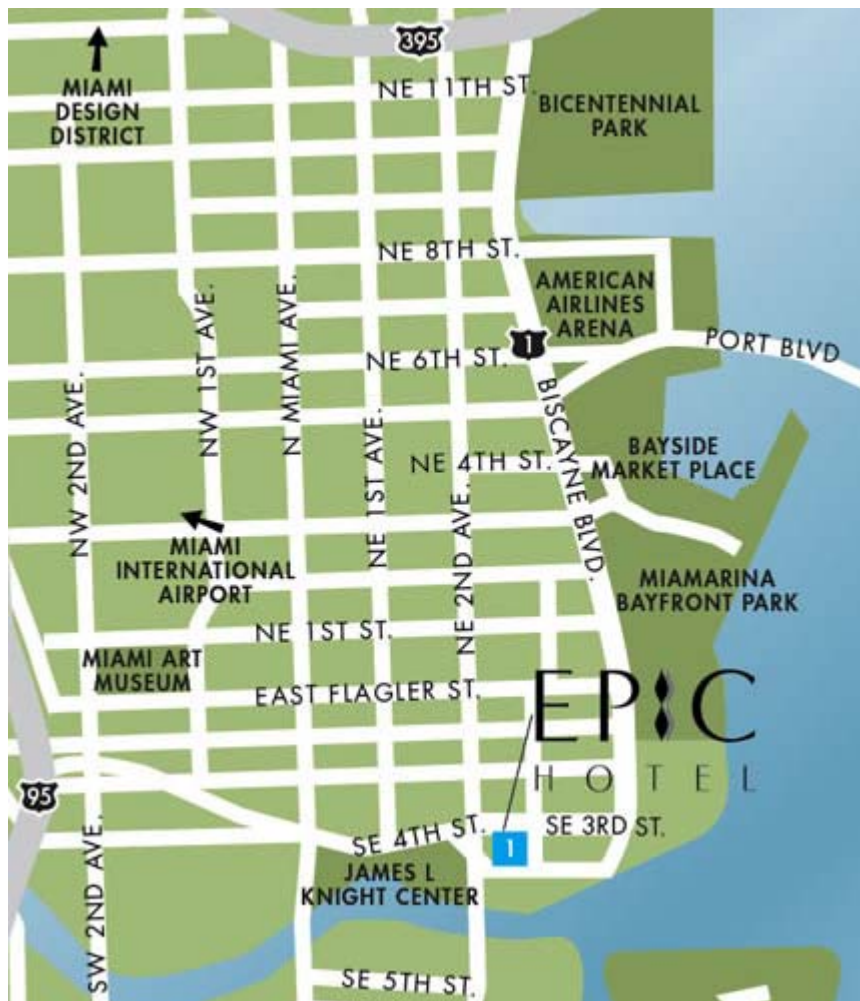 395
MIAMI
DESIGN
DISTRICT
NE 11TH ST.
BICENTENNIAL
PARK
NE 8TH ST.
AMERICAN
AIRLINES
ARENA
NW 1ST AVE.
N MIAMI AVE.
1
PORT BLVD
NE 6TH ST.
NW 2ND AVE.
NE 1ST AVE.
BISCAYNE BLVD.
NE 4TH ST.
BAYSIDE
MARKET PLACE
NE 2ND AVE.
MIAMI
INTERNATIONAL
AIRPORT
MIAMARINA
BAYFRONT PARK
NE 1ST ST.
MIAMI ART
MUSEUM
EAST FLAGLER ST.
EPIC
HOTEL
95
SW 2ND AVE.
SE 4TH ST.
1
SE 3RD ST.
JAMES L
KNIGHT CENTER
SE 5TH ST.